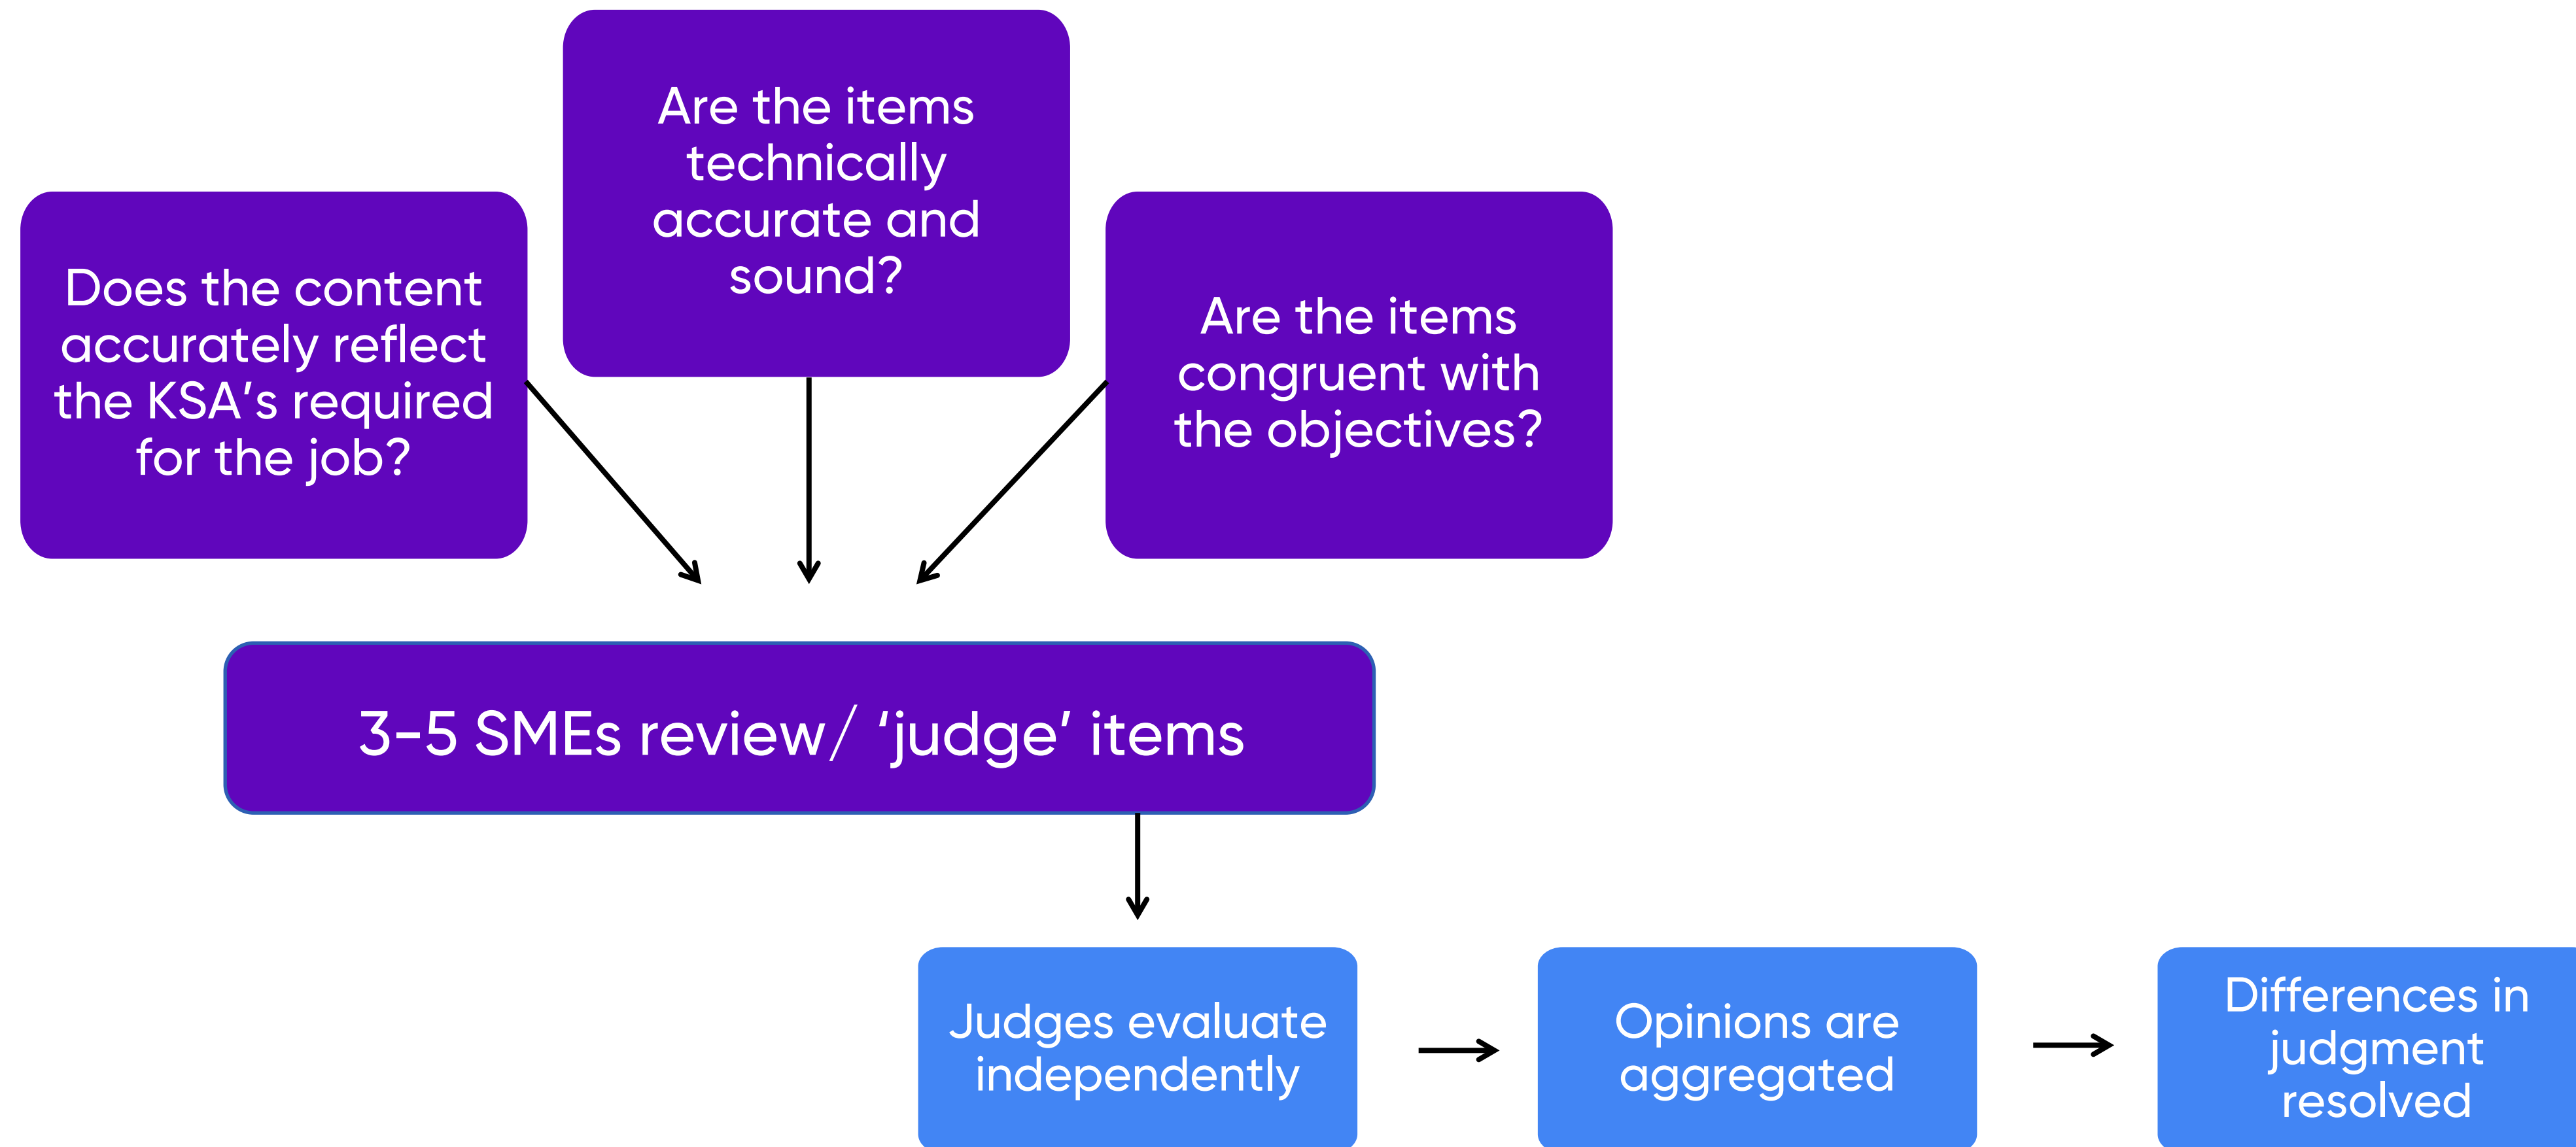 Does the content
accurately reflect
the KSA’s required
for the job?
Are the items
technically
accurate and
sound?
Are the items
congruent with
the objectives?
3-5 SMEs review/ ‘judge’ items
Judges evaluate
independently
Opinions are
aggregated
Differences in
judgment
resolved